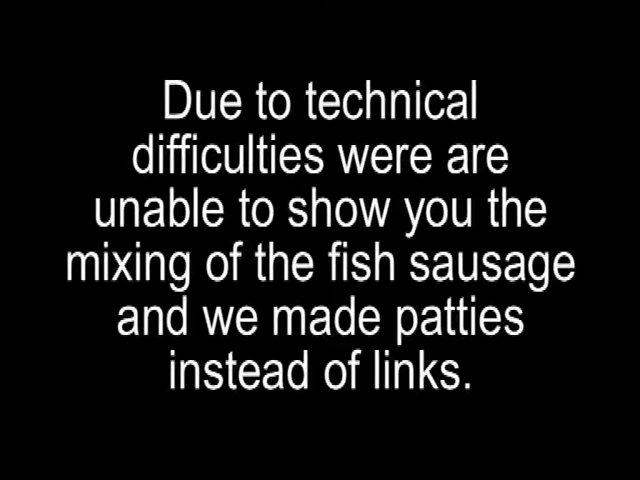 Due to technical
difficulties were are
unable to show you the
mixing of the fish sausage
and we made patties
instead of links.